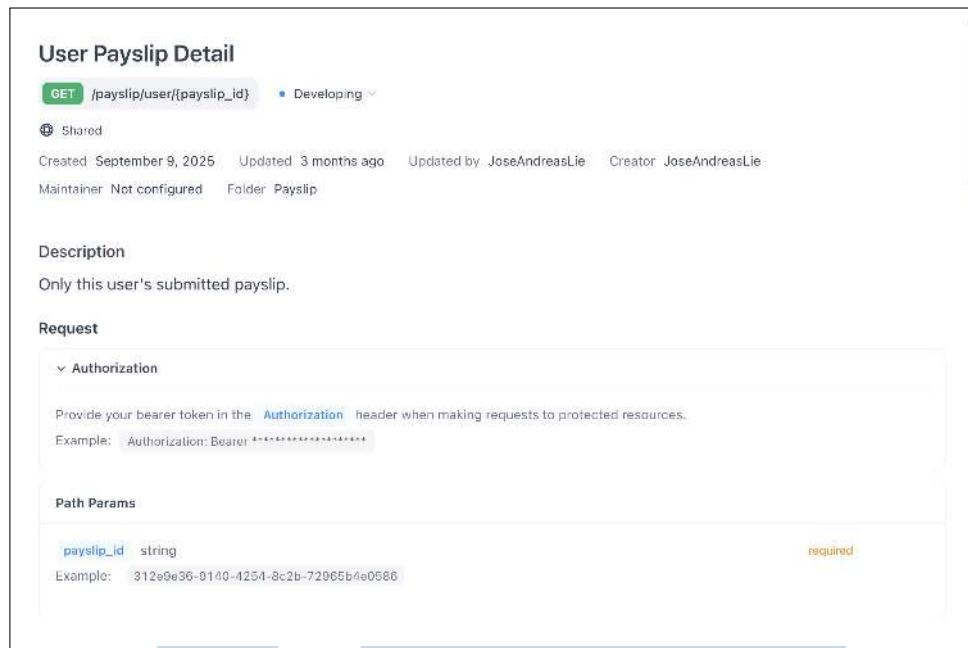 User Payslip Detail
GET /payslip/user/{payslip_id} Developing
Shared
Created September 9, 2025 Updated 3 months ago Updated by JoseAndreasLie Creator JoseAndreasLie
Maintainer Not configured Folder Payslip
Description
Only this user's submitted payslip.
Request
Authorization
Provide your bearer token in the Authorization header when making requests to protected resources.
Example: Authorization: Bearer ********************
Path Params
payslip_id string required
Example: 312e9e36-9140-4254-8c2b-72965b4e0586